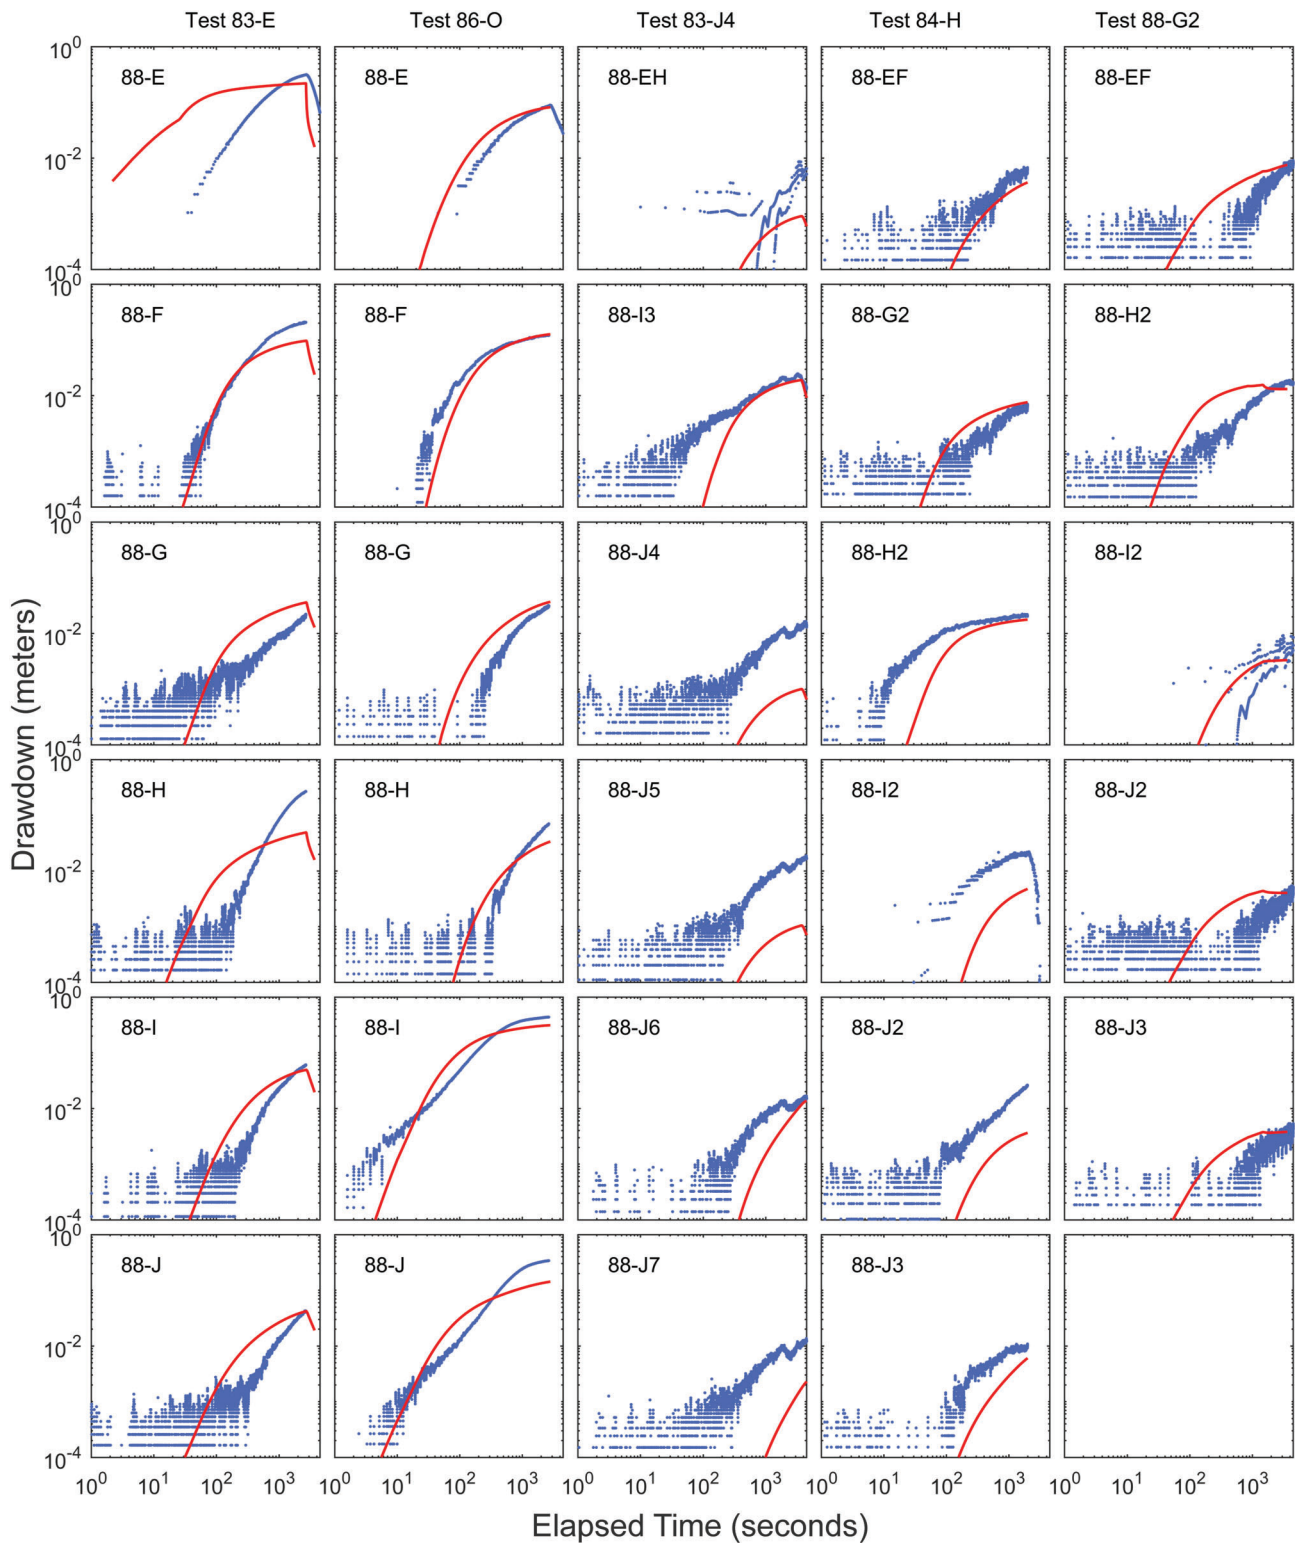 Test 83-E Test 86-O Test 83-J4 Test 84-H Test 88-G2
10^0
88-E 88-E 88-EH 88-EF 88-EF
10^-2
10^-4
10^0
88-F 88-F 88-I3 88-G2 88-H2
10^-2
10^-4
10^0
88-G 88-G 88-J4 88-H2 88-I2
10^-2
10^-4
10^0
88-H 88-H 88-J5 88-I2 88-J2
10^-2
10^-4
10^0
88-I 88-I 88-J6 88-J2 88-J3
10^-2
10^-4
10^0
88-J 88-J 88-J7 88-J3
10^-2
10^-4
10^0 10^1 10^2 10^3 10^0 10^1 10^2 10^3 10^0 10^1 10^2 10^3 10^0 10^1 10^2 10^3 10^0 10^1 10^2 10^3
Drawdown (meters)
Elapsed Time (seconds)